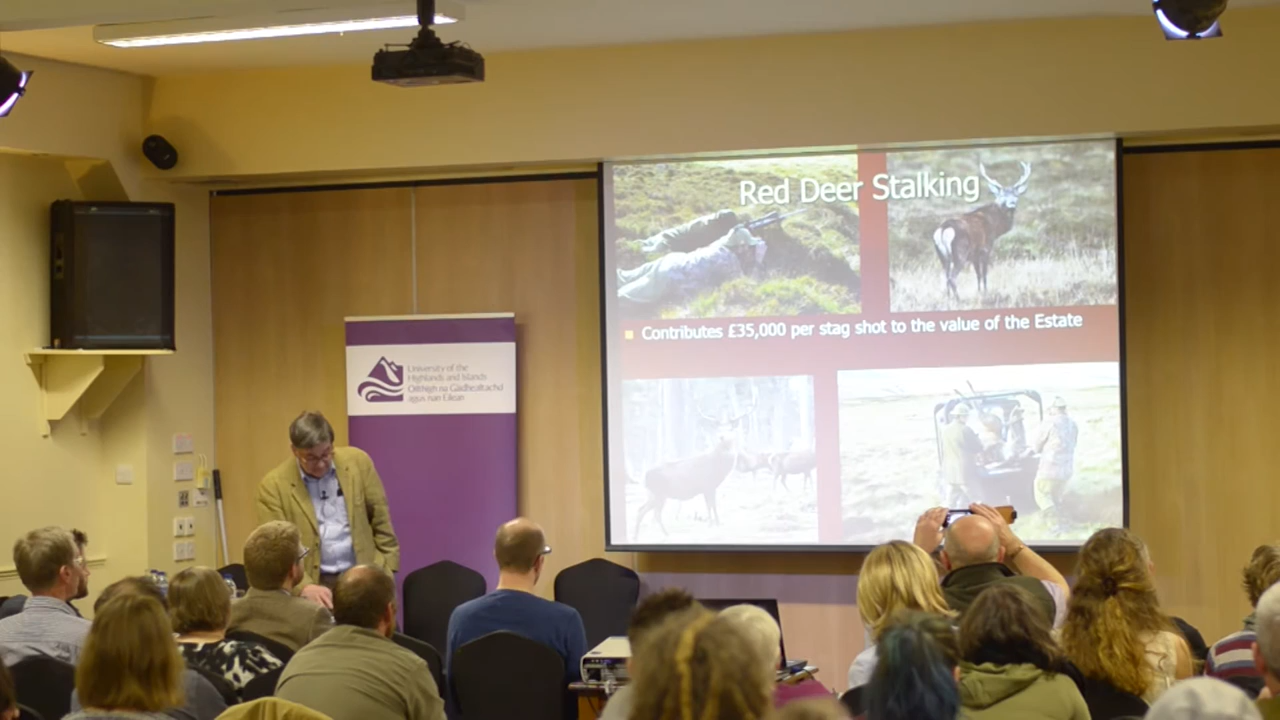 Red Deer Stalking
Contributes £35,000 per stag shot to the value of the Estate
University of the
Highlands and Islands
Oilthigh na Gàidhealtachd
agus nan Eilean